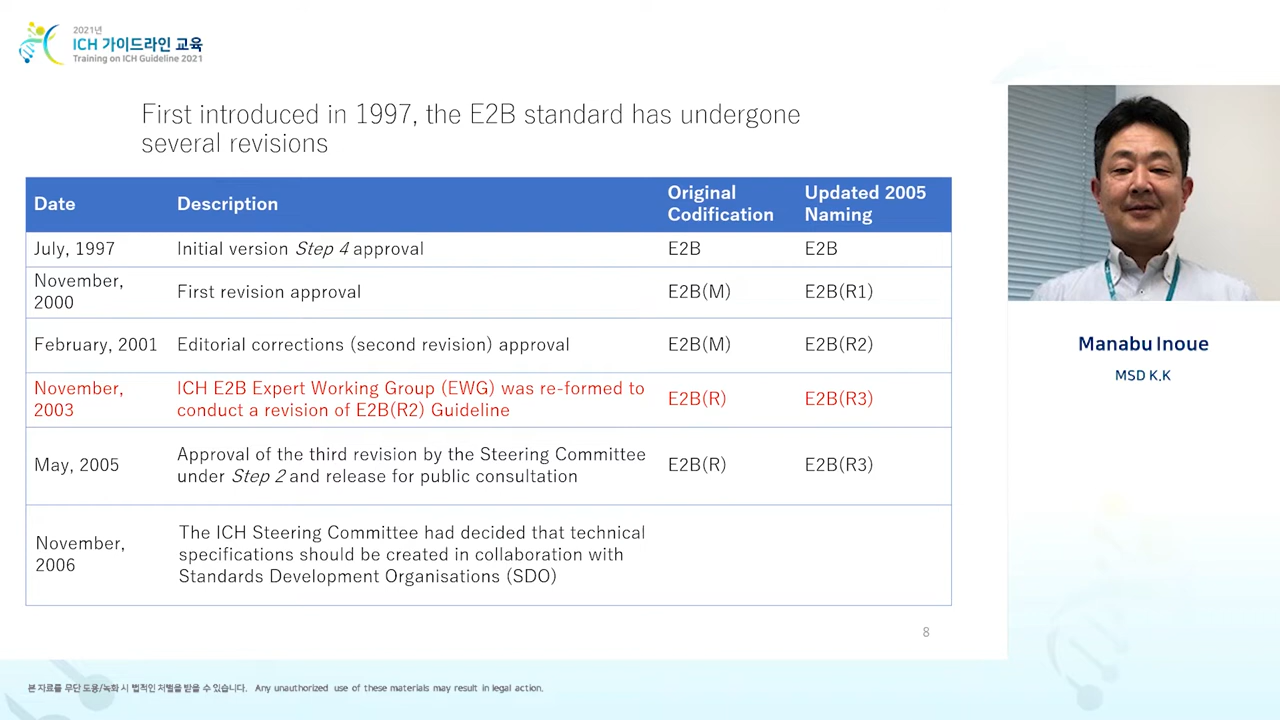 2021년
ICH 가이드라인 교육
Training on ICH Guideline 2021
First introduced in 1997, the E2B standard has undergone
several revisions
Date
Description
Original
Codification
Updated 2005
Naming
July, 1997
Initial version Step 4 approval
E2B
E2B
November,
2000
First revision approval
E2B(M)
E2B(R1)
February, 2001
Editorial corrections (second revision) approval
E2B(M)
E2B(R2)
November,
2003
ICH E2B Expert Working Group (EWG) was re-formed to
conduct a revision of E2B(R2) Guideline
E2B(R)
E2B(R3)
May, 2005
Approval of the third revision by the Steering Committee
under Step 2 and release for public consultation
E2B(R)
E2B(R3)
November,
2006
The ICH Steering Committee had decided that technical
specifications should be created in collaboration with
Standards Development Organisations (SDO)
8
Manabu Inoue
MSD K.K
본 자료를 무단 도용/녹화 시 법적인 처벌을 받을 수 있습니다. Any unauthorized use of these materials may result in legal action.